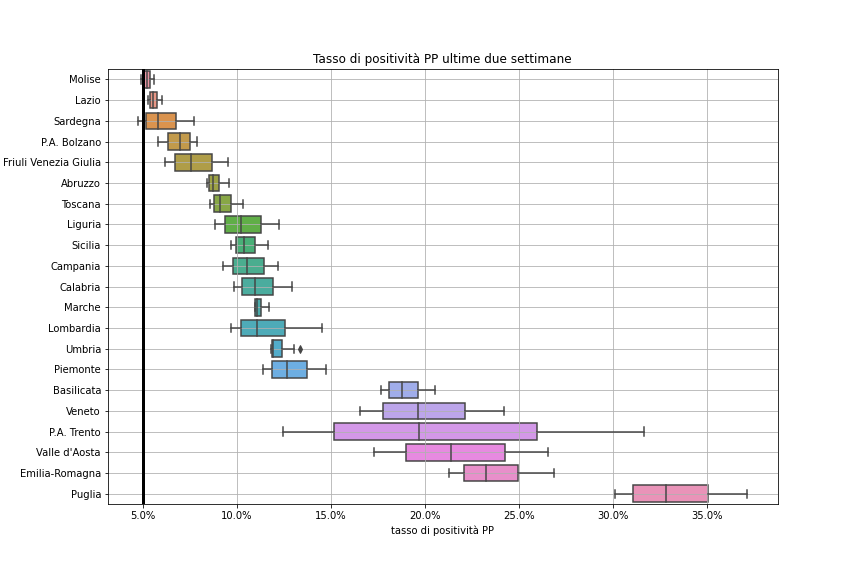 Tasso di positività PP ultime due settimane
Molise
Lazio
Sardegna
P.A. Bolzano
Friuli Venezia Giulia
Abruzzo
Toscana
Liguria
Sicilia
Campania
Calabria
Marche
Lombardia
Umbria
Piemonte
Basilicata
Veneto
P.A. Trento
Valle d'Aosta
Emilia-Romagna
Puglia
5.0% 10.0% 15.0% 20.0% 25.0% 30.0% 35.0%
tasso di positività PP